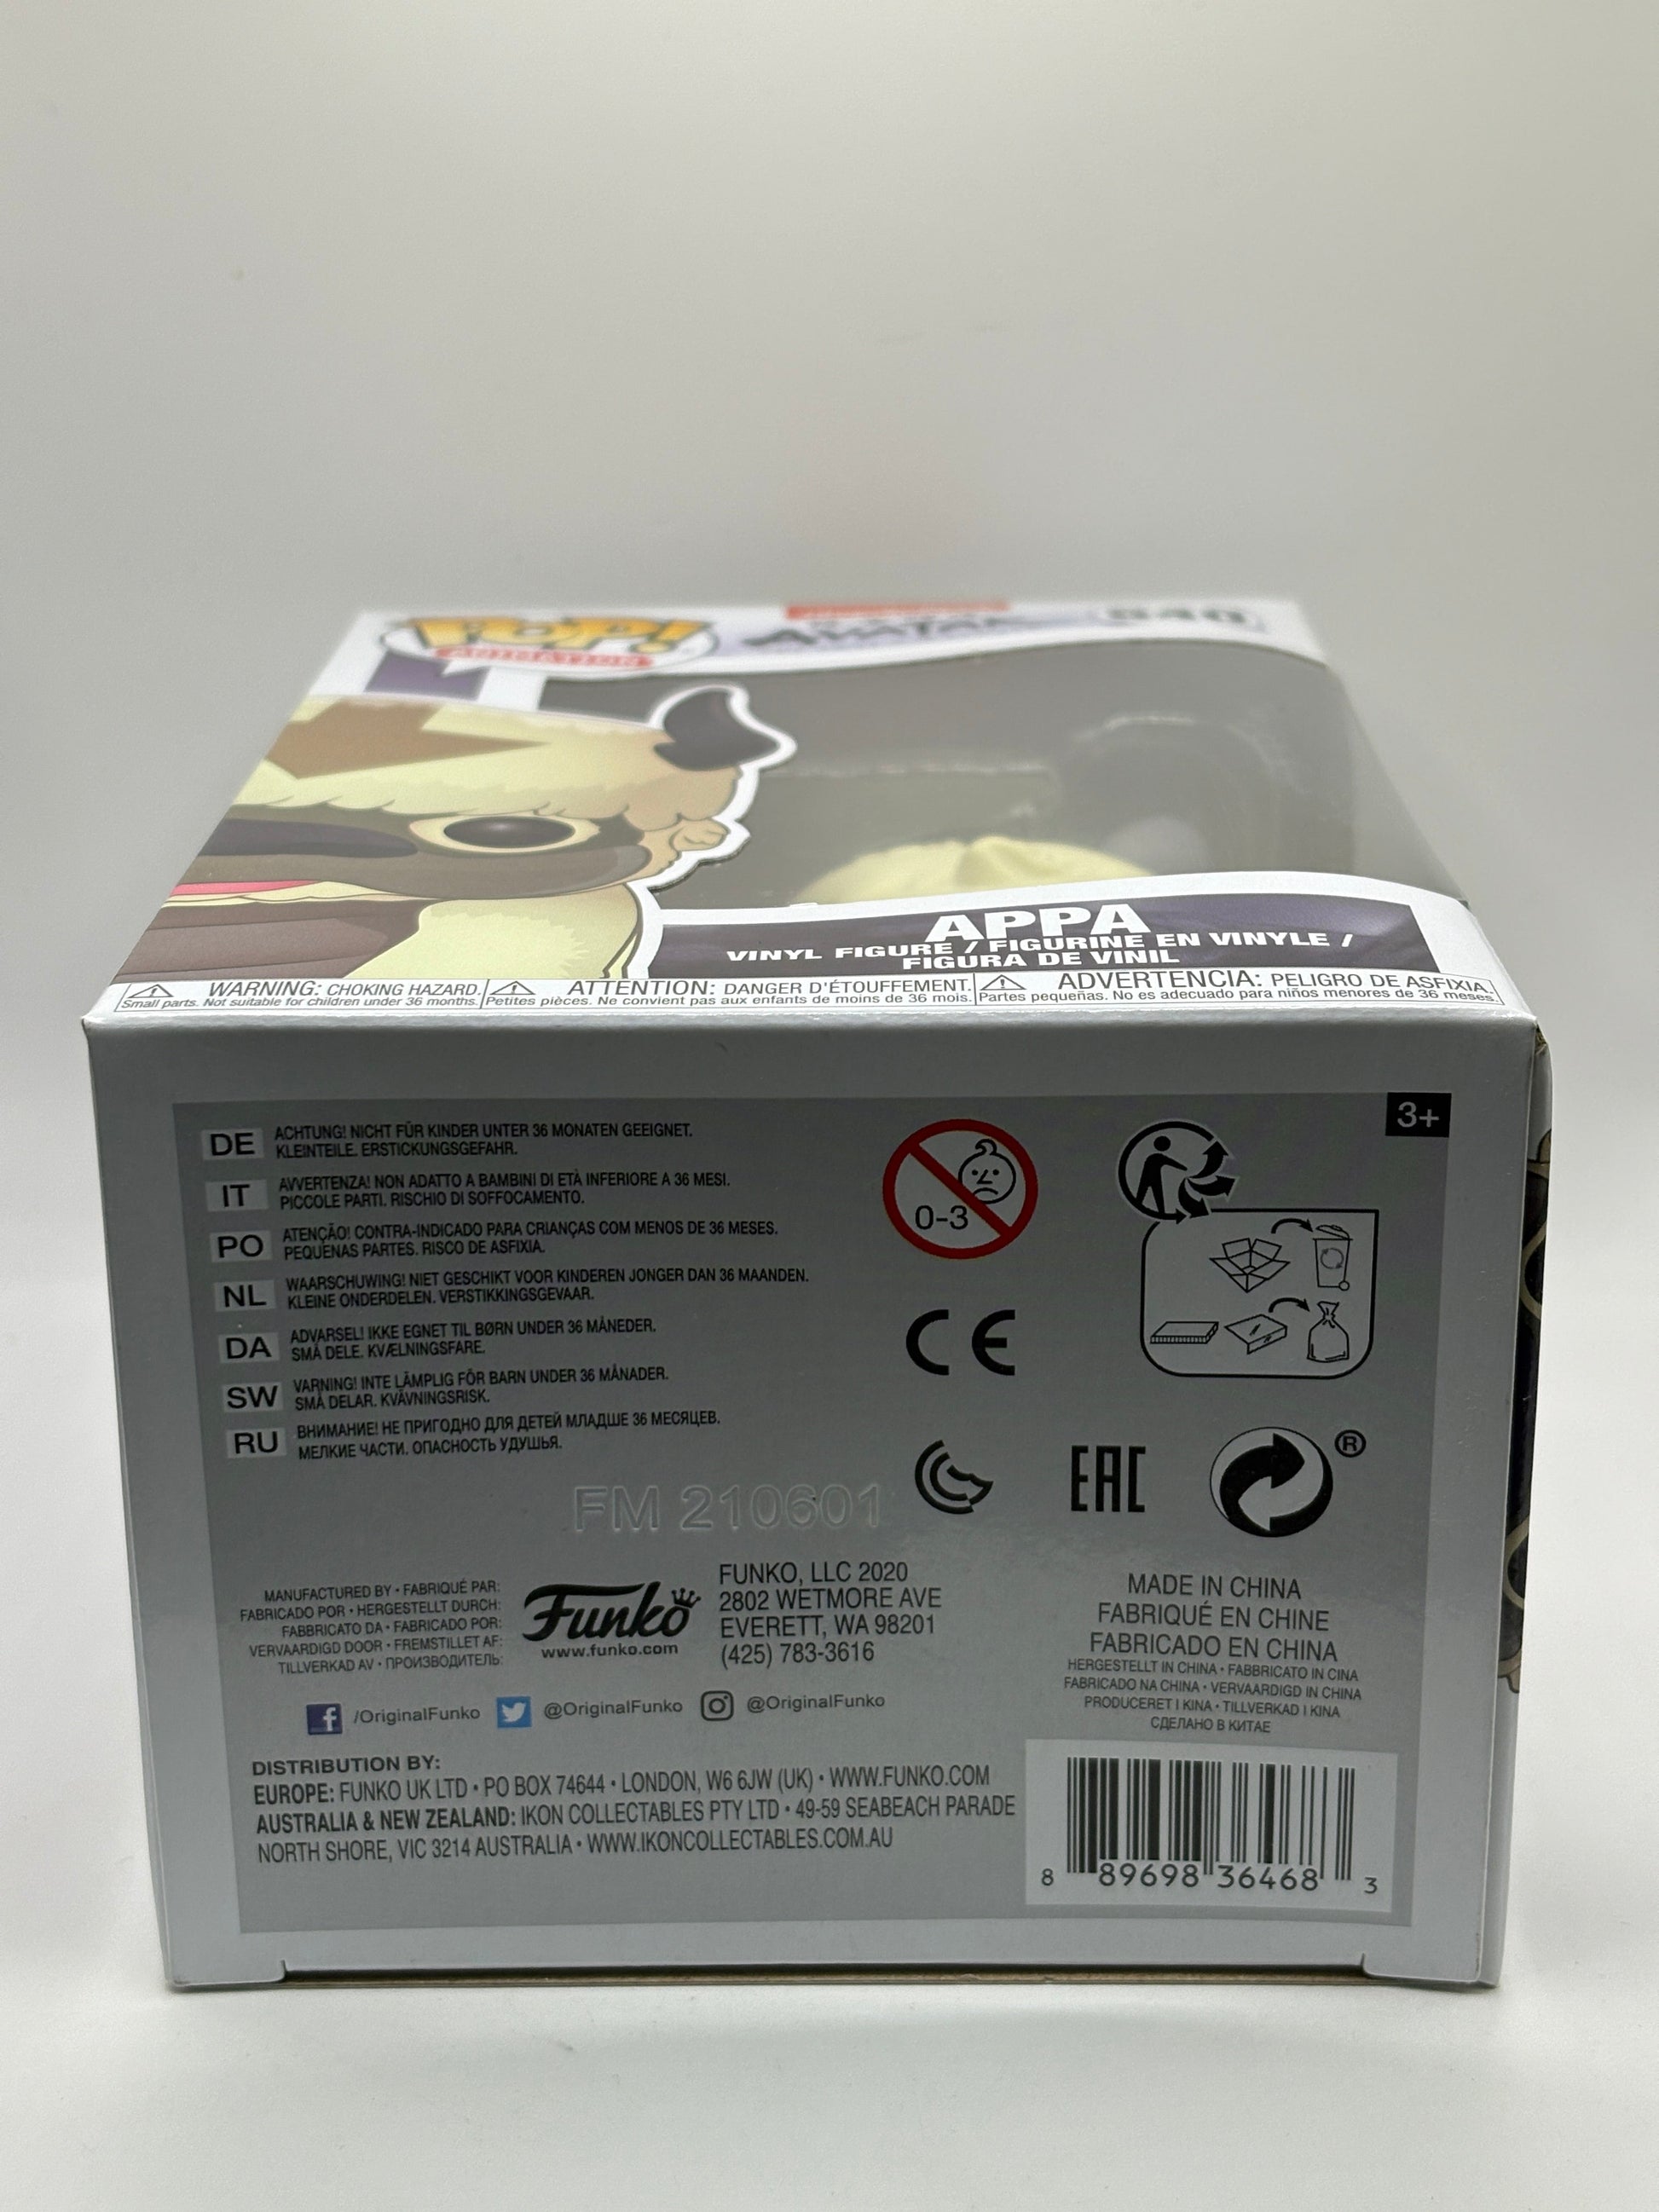 POP!
ANIMATION
AVATAR
APPA
VINYL FIGURE / FIGURINE EN VINYLE /
FIGURA DE VINIL
WARNING: CHOKING HAZARD.
Small parts. Not suitable for children under 36 months.
ATTENTION: DANGER D'ÉTOUFFEMENT.
Petites pièces. Ne convient pas aux enfants de moins de 36 mois.
ADVERTENCIA: PELIGRO DE ASFIXIA.
Partes pequeñas. No es adecuado para niños menores de 36 meses.
3+
DE ACHTUNG! NICHT FÜR KINDER UNTER 36 MONATEN GEEIGNET.
KLEINTEILE. ERSTICKUNGSGEFAHR.
IT AVVERTENZA! NON ADATTO A BAMBINI DI ETÀ INFERIORE A 36 MESI.
PICCOLE PARTI. RISCHIO DI SOFFOCAMENTO.
PO ATENÇÃO! CONTRA-INDICADO PARA CRIANÇAS COM MENOS DE 36 MESES.
PEQUENAS PARTES. RISCO DE ASFIXIA.
NL WAARSCHUWING! NIET GESCHIKT VOOR KINDEREN JONGER DAN 36 MAANDEN.
KLEINE ONDERDELEN. VERSTIKKINGSGEVAAR.
DA ADVARSEL! IKKE EGNET TIL BØRN UNDER 36 MÅNEDER.
SMÅ DELE. KVÆLNINGSFARE.
SW VARNING! INTE LÄMPLIG FÖR BARN UNDER 36 MÅNADER.
SMÅ DELAR. KVÄVNINGSRISK.
RU ВНИМАНИЕ! НЕ ПРИГОДНО ДЛЯ ДЕТЕЙ МЛАДШЕ 36 МЕСЯЦЕВ.
МЕЛКИЕ ЧАСТИ. ОПАСНОСТЬ УДУШЬЯ.
0-3
CE
EAC
®
FM 210601
MANUFACTURED BY • FABRIQUÉ PAR:
FABRICADO POR • HERGESTELLT DURCH:
FABBRICATO DA • FABRICADO POR:
VERVAARDIGD DOOR • FREMSTILLET AF:
TILLVERKAD AV • ПРОИЗВОДИТЕЛЬ:
Funko
www.funko.com
FUNKO, LLC 2020
2802 WETMORE AVE
EVERETT, WA 98201
(425) 783-3616
MADE IN CHINA
FABRIQUÉ EN CHINE
FABRICADO EN CHINA
HERGESTELLT IN CHINA • FABBRICATO IN CINA
FABRICADO NA CHINA • VERVAARDIGD IN CHINA
PRODUCERET I KINA • TILLVERKAD I KINA
СДЕЛАНО В КИТАЕ
/OriginalFunko @OriginalFunko @OriginalFunko
DISTRIBUTION BY:
EUROPE: FUNKO UK LTD • PO BOX 74644 • LONDON, W6 6JW (UK) • WWW.FUNKO.COM
AUSTRALIA & NEW ZEALAND: IKON COLLECTABLES PTY LTD • 49-59 SEABEACH PARADE
NORTH SHORE, VIC 3214 AUSTRALIA • WWW.IKONCOLLECTABLES.COM.AU
8 89698 36468 3